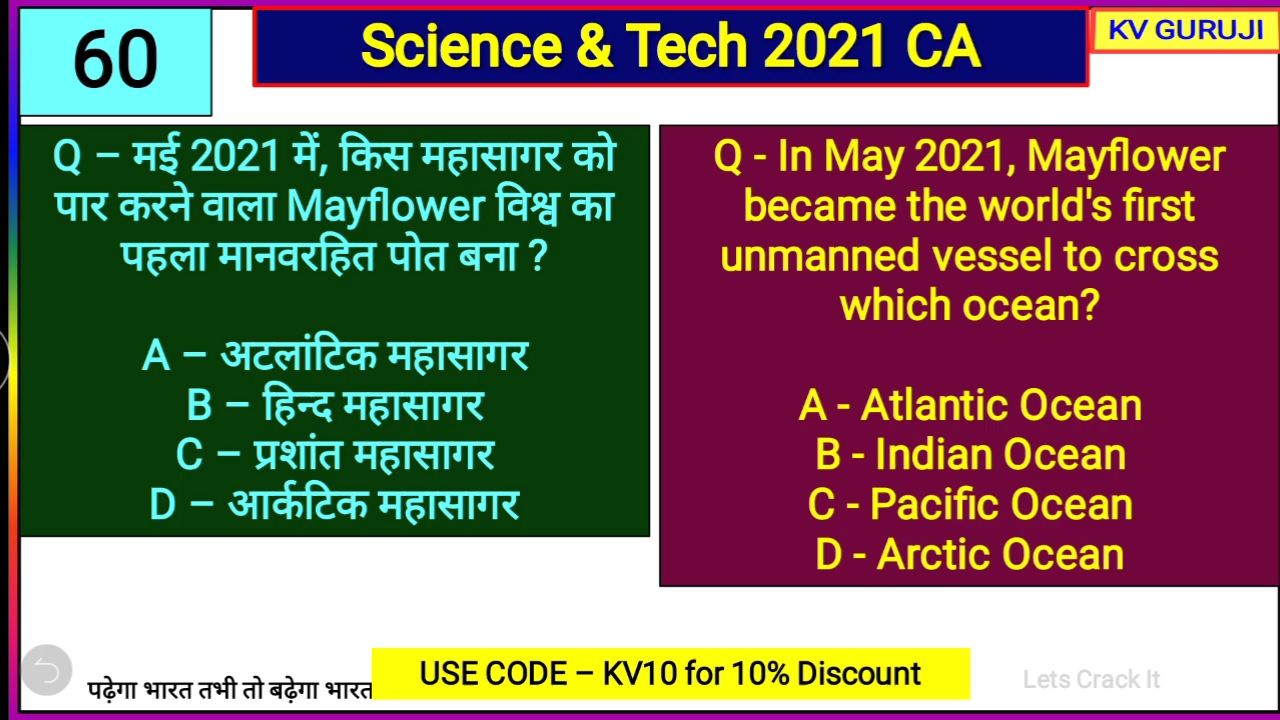 60
Science & Tech 2021 CA
KV GURUJI
Q – मई 2021 में, किस महासागर को
पार करने वाला Mayflower विश्व का
पहला मानवरहित पोत बना ?
A – अटलांटिक महासागर
B – हिन्द महासागर
C – प्रशांत महासागर
D – आर्कटिक महासागर
Q - In May 2021, Mayflower
became the world's first
unmanned vessel to cross
which ocean?
A - Atlantic Ocean
B - Indian Ocean
C - Pacific Ocean
D - Arctic Ocean
पढ़ेगा भारत तभी तो बढ़ेगा भारत
USE CODE – KV10 for 10% Discount
Lets Crack It